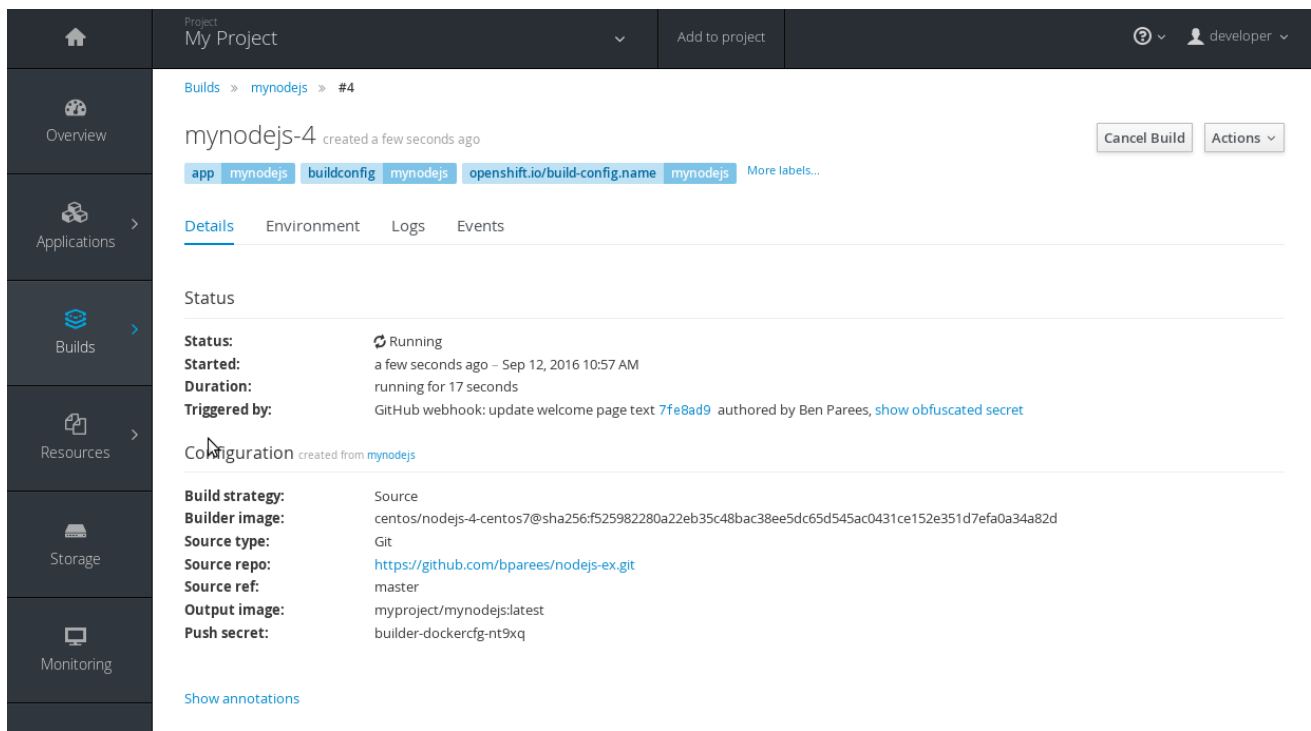 Project
My Project
Add to project
developer
Overview
Applications
Builds
Resources
Storage
Monitoring
Builds » mynodejs » #4
mynodejs-4 created a few seconds ago
Cancel Build
Actions
app mynodejs buildconfig mynodejs openshift.io/build-config.name mynodejs More labels...
Details Environment Logs Events
Status
Status: Running
Started: a few seconds ago – Sep 12, 2016 10:57 AM
Duration: running for 17 seconds
Triggered by: GitHub webhook: update welcome page text 7fe8ad9 authored by Ben Parees, show obfuscated secret
Configuration created from mynodejs
Build strategy: Source
Builder image: centos/nodejs-4-centos7@sha256:f525982280a22eb35c48bac38ee5dc65d545ac0431ce152e351d7efa0a34a82d
Source type: Git
Source repo: https://github.com/bparees/nodejs-ex.git
Source ref: master
Output image: myproject/mynodejs:latest
Push secret: builder-dockercfg-nt9xq
Show annotations